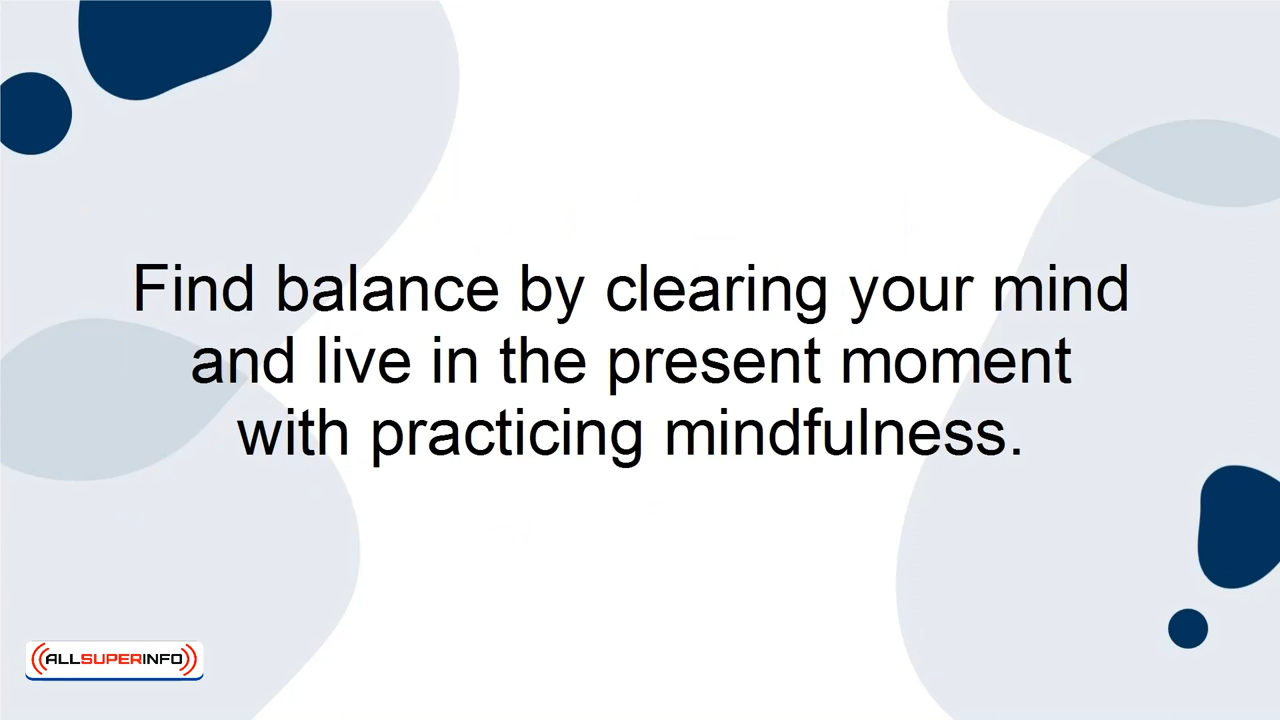 Find balance by clearing your mind
and live in the present moment
with practicing mindfulness.
ALLSUPERINFO